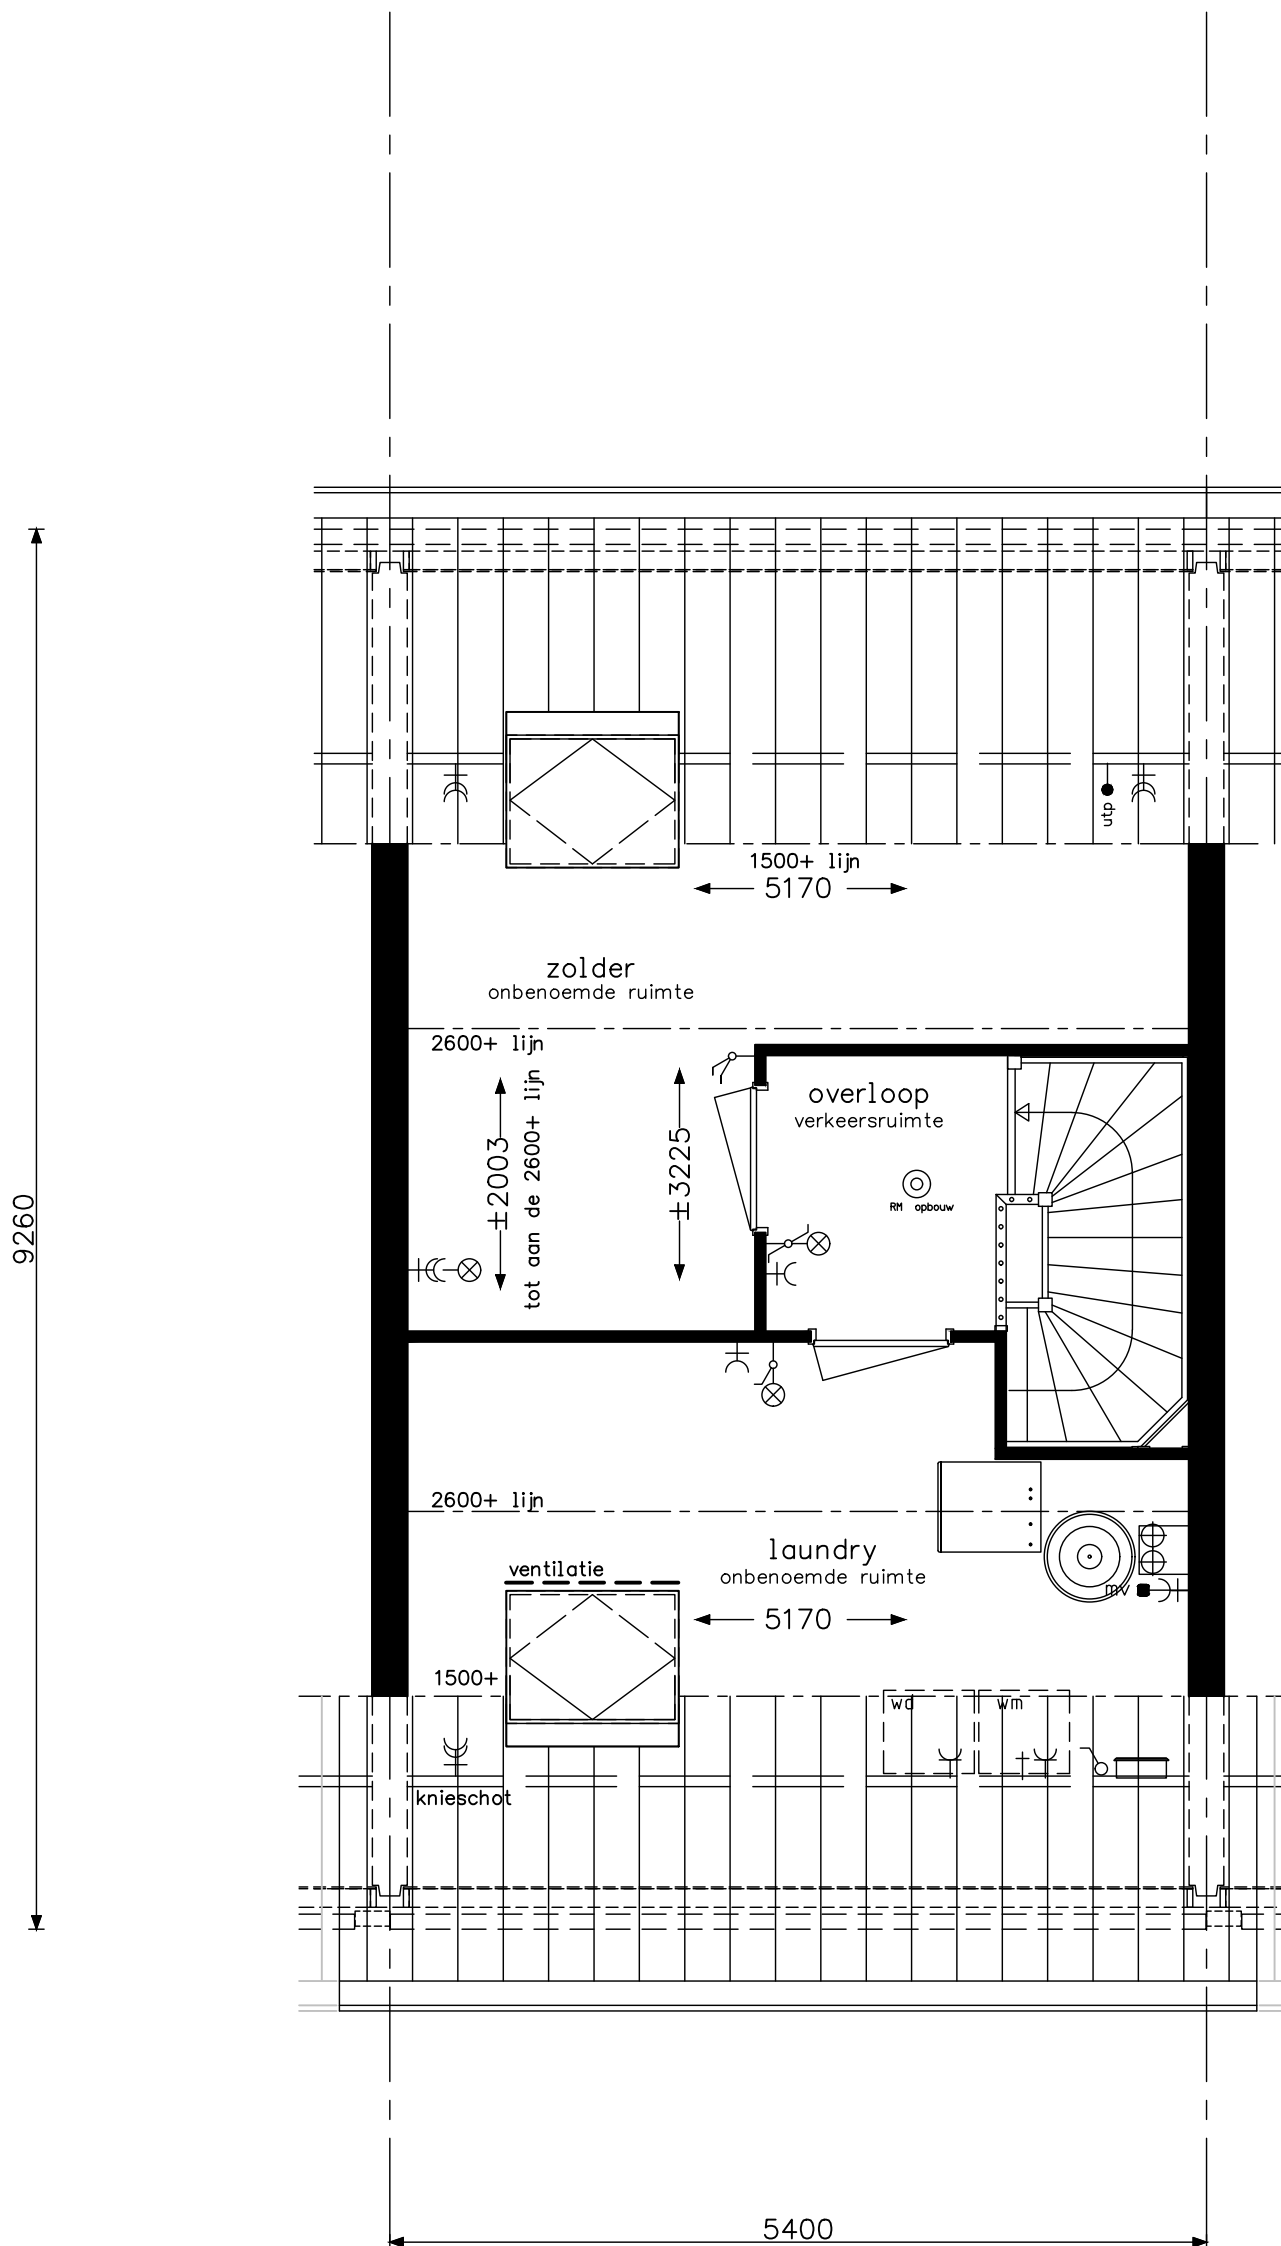 utp
1500+ lijn
5170
zolder
onbenoemde ruimte
2600+ lijn
±2003
tot aan de 2600+ lijn
±3225
overloop
verkeersruimte
RM opbouw
9260
2600+ lijn
laundry
onbenoemde ruimte
ventilatie
mv
5170
1500+
wd
wm
knieschot
5400